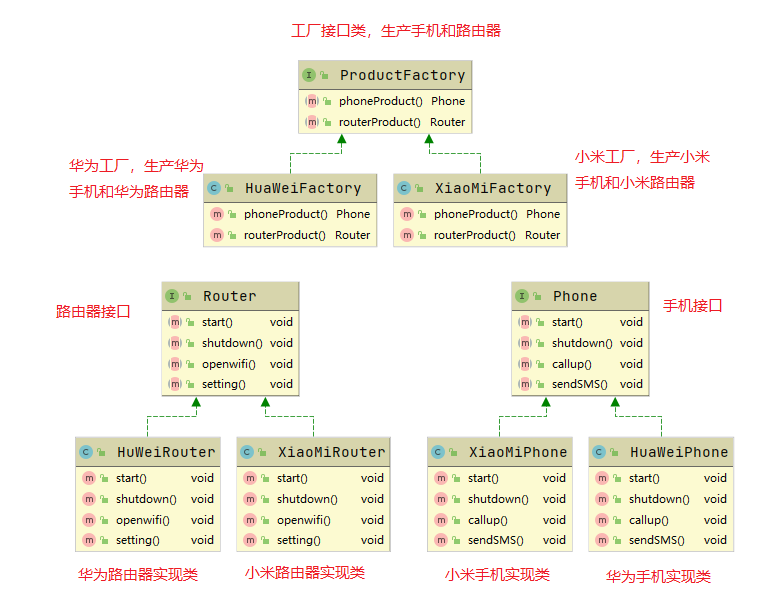 工厂接口类，生产手机和路由器
I ProductFactory
m phoneProduct() Phone
m routerProduct() Router
华为工厂，生产华为
手机和华为路由器
小米工厂，生产小米
手机和小米路由器
C HuaWeiFactory
m phoneProduct() Phone
m routerProduct() Router
C XiaoMiFactory
m phoneProduct() Phone
m routerProduct() Router
路由器接口
I Router
m start() void
m shutdown() void
m openwifi() void
m setting() void
I Phone
m start() void
m shutdown() void
m callup() void
m sendSMS() void
手机接口
C HuWeiRouter
m start() void
m shutdown() void
m openwifi() void
m setting() void
C XiaoMiRouter
m start() void
m shutdown() void
m openwifi() void
m setting() void
C XiaoMiPhone
m start() void
m shutdown() void
m callup() void
m sendSMS() void
C HuaWeiPhone
m start() void
m shutdown() void
m callup() void
m sendSMS() void
华为路由器实现类
小米路由器实现类
小米手机实现类
华为手机实现类